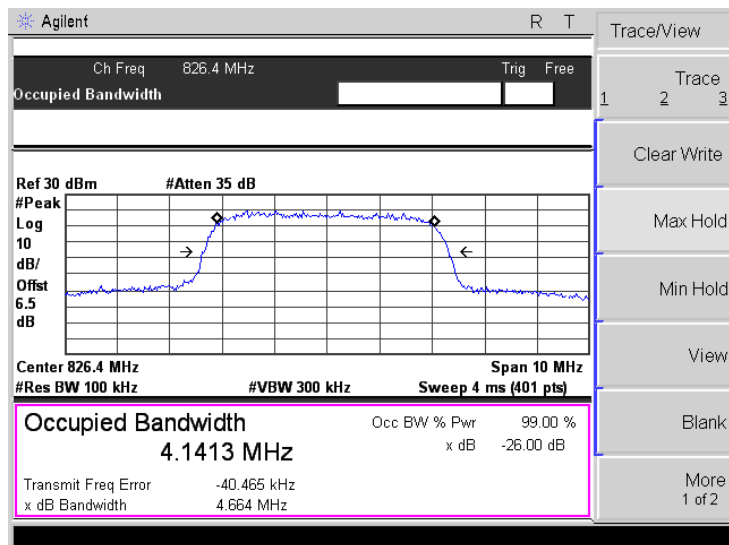 Agilent R T
Ch Freq 826.4 MHz Trig Free
Occupied Bandwidth
Ref 30 dBm #Atten 35 dB
#Peak
Log
10
dB/
Offst
6.5
dB
Center 826.4 MHz Span 10 MHz
#Res BW 100 kHz #VBW 300 kHz Sweep 4 ms (401 pts)
Occupied Bandwidth Occ BW % Pwr 99.00 %
4.1413 MHz x dB -26.00 dB
Transmit Freq Error -40.465 kHz
x dB Bandwidth 4.664 MHz
Trace/View
Trace
1 2 3
Clear Write
Max Hold
Min Hold
View
Blank
More
1 of 2